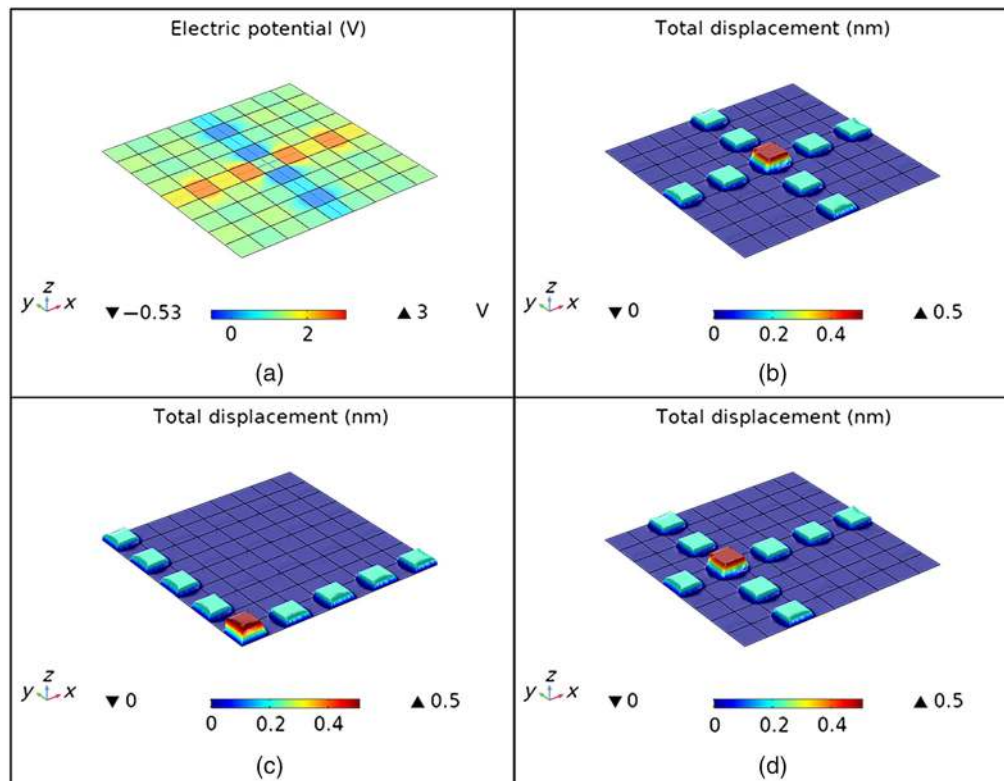 Electric potential (V)
y z x ▼−0.53 0 2 ▲3 V
(a)
Total displacement (nm)
y z x ▼0 0 0.2 0.4 ▲0.5
(b)
Total displacement (nm)
y z x ▼0 0 0.2 0.4 ▲0.5
(c)
Total displacement (nm)
y z x ▼0 0 0.2 0.4 ▲0.5
(d)